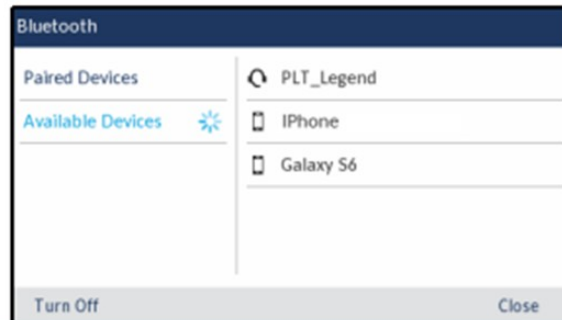 Bluetooth
Paired Devices
Available Devices
PLT_Legend
IPhone
Galaxy S6
Turn Off
Close